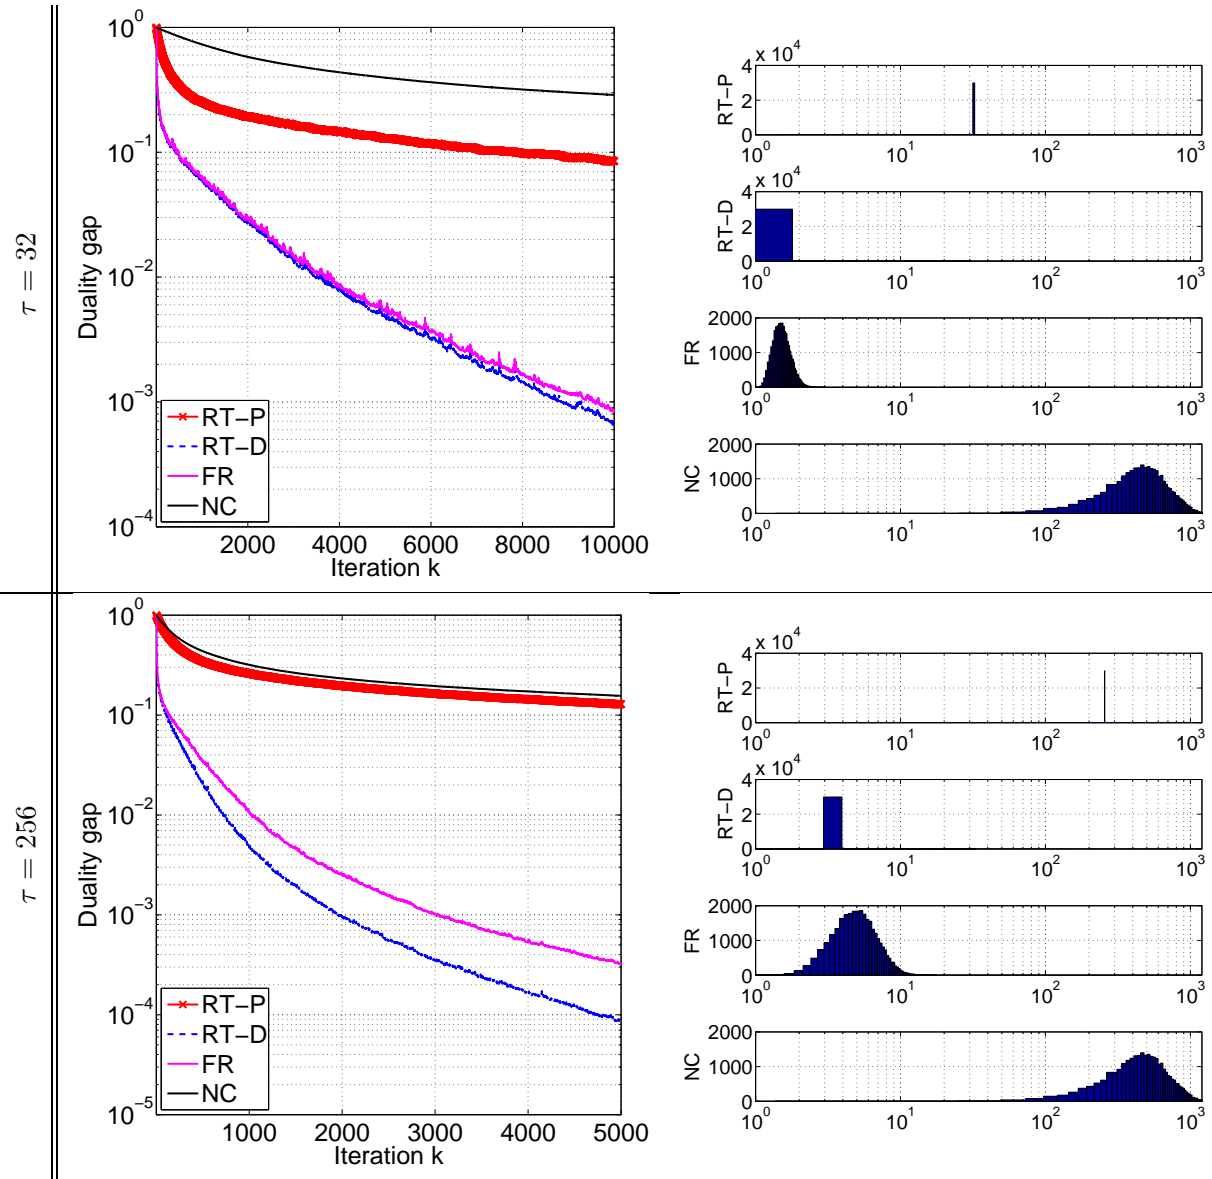 τ = 32
10^0
10^−1
10^−2
10^−3
10^−4
Duality gap
RT−P
RT−D
FR
NC
2000 4000 6000 8000 10000
Iteration k
x 10^4
4
2
0
RT−P
10^0 10^1 10^2 10^3
x 10^4
4
2
0
RT−D
10^0 10^1 10^2 10^3
2000
1000
0
FR
10^0 10^1 10^2 10^3
2000
1000
0
NC
10^0 10^1 10^2 10^3
τ = 256
10^0
10^−1
10^−2
10^−3
10^−4
10^−5
Duality gap
RT−P
RT−D
FR
NC
1000 2000 3000 4000 5000
Iteration k
x 10^4
4
2
0
RT−P
10^0 10^1 10^2 10^3
x 10^4
4
2
0
RT−D
10^0 10^1 10^2 10^3
2000
1000
0
FR
10^0 10^1 10^2 10^3
2000
1000
0
NC
10^0 10^1 10^2 10^3